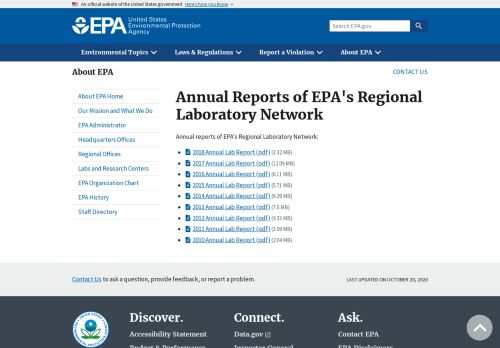 An official website of the United States government Here's how you know
EPA United States
Environmental Protection
Agency
Search EPA.gov
Environmental Topics Laws & Regulations Report a Violation About EPA
About EPA
CONTACT US
About EPA Home
Our Mission and What We Do
EPA Administrator
Headquarters Offices
Regional Offices
Labs and Research Centers
EPA Organization Chart
EPA History
Staff Directory
Annual Reports of EPA's Regional
Laboratory Network
Annual reports of EPA's Regional Laboratory Network:
2018 Annual Lab Report (pdf) (3.32 MB)
2017 Annual Lab Report (pdf) (12.09 MB)
2016 Annual Lab Report (pdf) (6.11 MB)
2015 Annual Lab Report (pdf) (5.71 MB)
2014 Annual Lab Report (pdf) (6.29 MB)
2013 Annual Lab Report (pdf) (7.6 MB)
2012 Annual Lab Report (pdf) (4.33 MB)
2011 Annual Lab Report (pdf) (3.09 MB)
2010 Annual Lab Report (pdf) (2.04 MB)
Contact Us to ask a question, provide feedback, or report a problem.
LAST UPDATED ON OCTOBER 20, 2020
Discover.
Accessibility Statement
Budget & Performance
Connect.
Data.gov
Inspector General
Ask.
Contact EPA
EPA Disclaimers